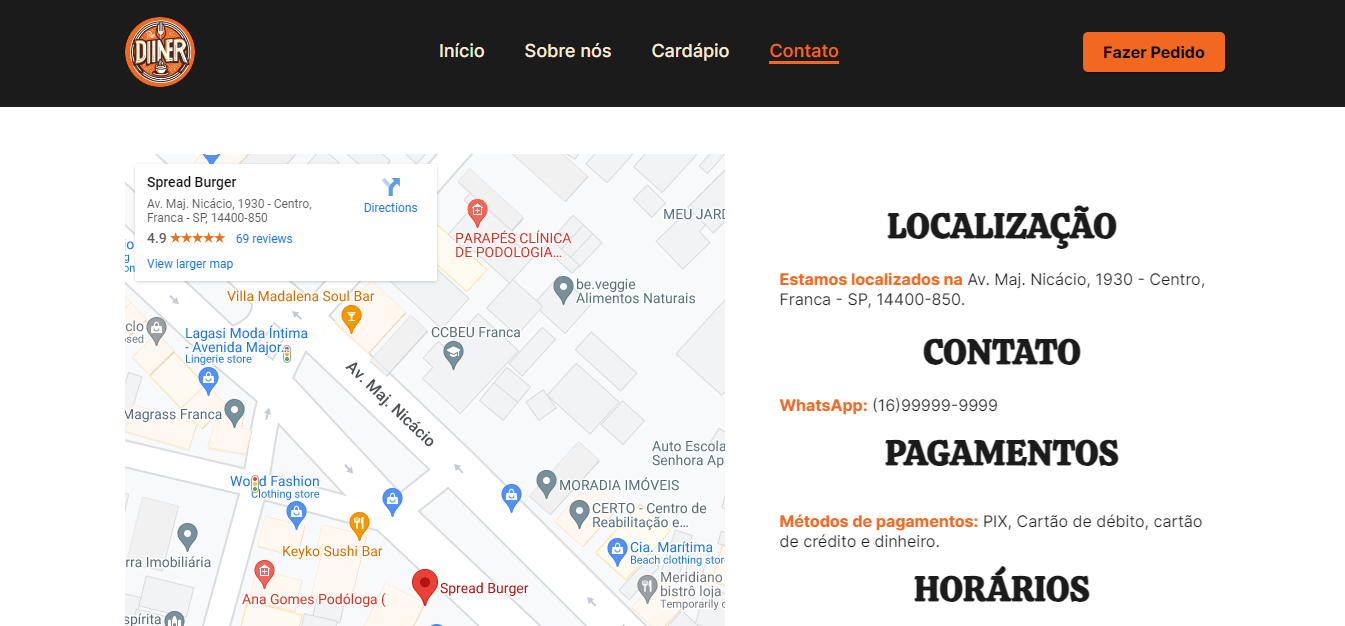 DINER
Início
Sobre nós
Cardápio
Contato
Fazer Pedido
Spread Burger
Av. Maj. Nicácio, 1930 - Centro,
Franca - SP, 14400-850
4.9
69 reviews
View larger map
Directions
MEU JARD
PARAPÉS CLÍNICA
DE PODOLOGIA...
be.veggie
Alimentos Naturais
Villa Madalena Soul Bar
CCBEU Franca
Lagasi Moda Íntima
- Avenida Major...
Lingerie store
Av. Maj. Nicácio
Magrass Franca
Auto Escola
Senhora Ap
MORADIA IMÓVEIS
Clothing store
CERTO - Centro de
Reabilitação e...
Keyko Sushi Bar
Cia. Marítima
Beach clothing stor
rra Imobiliária
Meridiano
bistrô loja
Temporarily c
Ana Gomes Podóloga (
Spread Burger
spírita
LOCALIZAÇÃO
Estamos localizados na Av. Maj. Nicácio, 1930 - Centro,
Franca - SP, 14400-850.
CONTATO
WhatsApp: (16)99999-9999
PAGAMENTOS
Métodos de pagamentos: PIX, Cartão de débito, cartão
de crédito e dinheiro.
HORÁRIOS